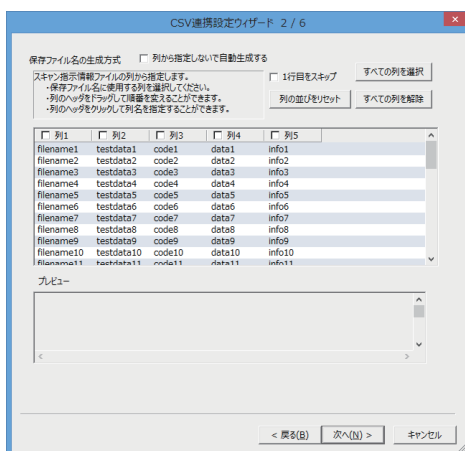 CSV連携設定ウィザード 2 / 6
保存ファイル名の生成方式 列から指定しないで自動生成する
スキャン指示情報ファイルの列から指定します。
・保存ファイル名に使用する列を選択してください。
・列のヘッダをドラッグして順番を変えることができます。
・列のヘッダをクリックして列名を指定することができます。
1行目をスキップ すべての列を選択
列の並びをリセット すべての列を解除
列1 列2 列3 列4 列5
filename1 testdata1 code1 data1 info1
filename2 testdata2 code2 data2 info2
filename3 testdata3 code3 data3 info3
filename4 testdata4 code4 data4 info4
filename5 testdata5 code5 data5 info5
filename6 testdata6 code6 data6 info6
filename7 testdata7 code7 data7 info7
filename8 testdata8 code8 data8 info8
filename9 testdata9 code9 data9 info9
filename10 testdata10 code10 data10 info10
filename11 testdata11 code11 data11 info11
プレビュー
< 戻る(B) 次へ(N) > キャンセル